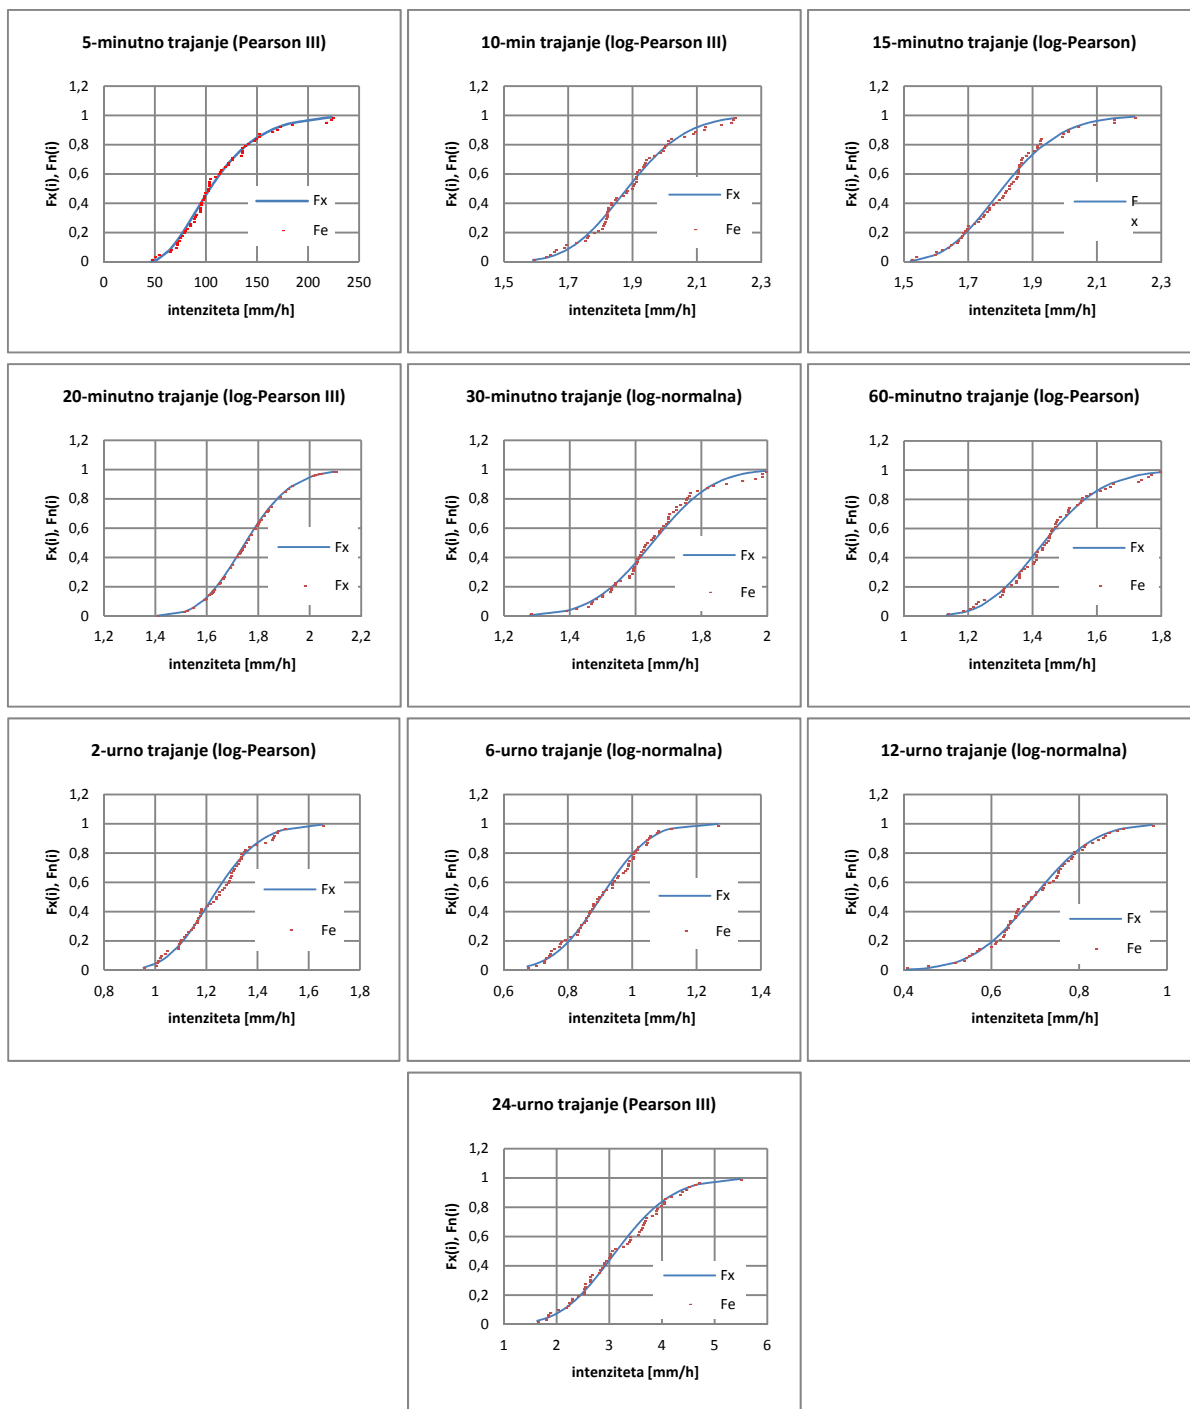 5-minutno trajanje (Pearson III)
Fx(i), Fn(i)
1,2
1
0,8
0,6
0,4
0,2
0
0 50 100 150 200 250
intenziteta [mm/h]
Fx
Fe
10-min trajanje (log-Pearson III)
Fx(i), Fn(i)
1,2
1
0,8
0,6
0,4
0,2
0
1,5 1,7 1,9 2,1 2,3
intenziteta [mm/h]
Fx
Fe
15-minutno trajanje (log-Pearson)
Fx(i), Fn(i)
1,2
1
0,8
0,6
0,4
0,2
0
1,5 1,7 1,9 2,1 2,3
intenziteta [mm/h]
F
x
20-minutno trajanje (log-Pearson III)
Fx(i), Fn(i)
1,2
1
0,8
0,6
0,4
0,2
0
1,2 1,4 1,6 1,8 2 2,2
intenziteta [mm/h]
Fx
Fx
30-minutno trajanje (log-normalna)
Fx(i), Fn(i)
1,2
1
0,8
0,6
0,4
0,2
0
1,2 1,4 1,6 1,8 2
intenziteta [mm/h]
Fx
Fe
60-minutno trajanje (log-Pearson)
Fx(i), Fn(i)
1,2
1
0,8
0,6
0,4
0,2
0
1 1,2 1,4 1,6 1,8
intenziteta [mm/h]
Fx
Fe
2-urno trajanje (log-Pearson)
Fx(i), Fn(i)
1,2
1
0,8
0,6
0,4
0,2
0
0,8 1 1,2 1,4 1,6 1,8
intenziteta [mm/h]
Fx
Fe
6-urno trajanje (log-normalna)
Fx(i), Fn(i)
1,2
1
0,8
0,6
0,4
0,2
0
0,6 0,8 1 1,2 1,4
intenziteta [mm/h]
Fx
Fe
12-urno trajanje (log-normalna)
Fx(i), Fn(i)
1,2
1
0,8
0,6
0,4
0,2
0
0,4 0,6 0,8 1
intenziteta [mm/h]
Fx
Fe
24-urno trajanje (Pearson III)
Fx(i), Fn(i)
1,2
1
0,8
0,6
0,4
0,2
0
1 2 3 4 5 6
intenziteta [mm/h]
Fx
Fe